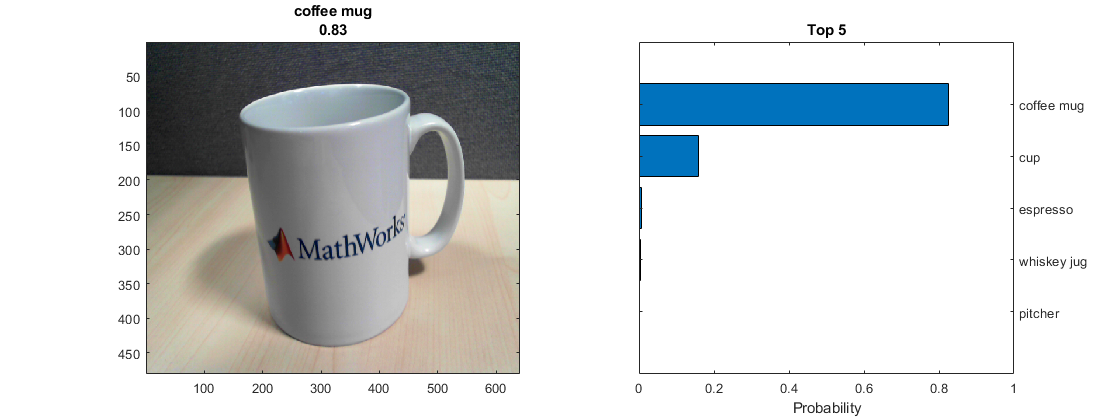 coffee mug
0.83
50
100
150
200
250
300
350
400
450
100 200 300 400 500 600
MathWorks
Top 5
coffee mug
cup
espresso
whiskey jug
pitcher
0 0.2 0.4 0.6 0.8 1
Probability